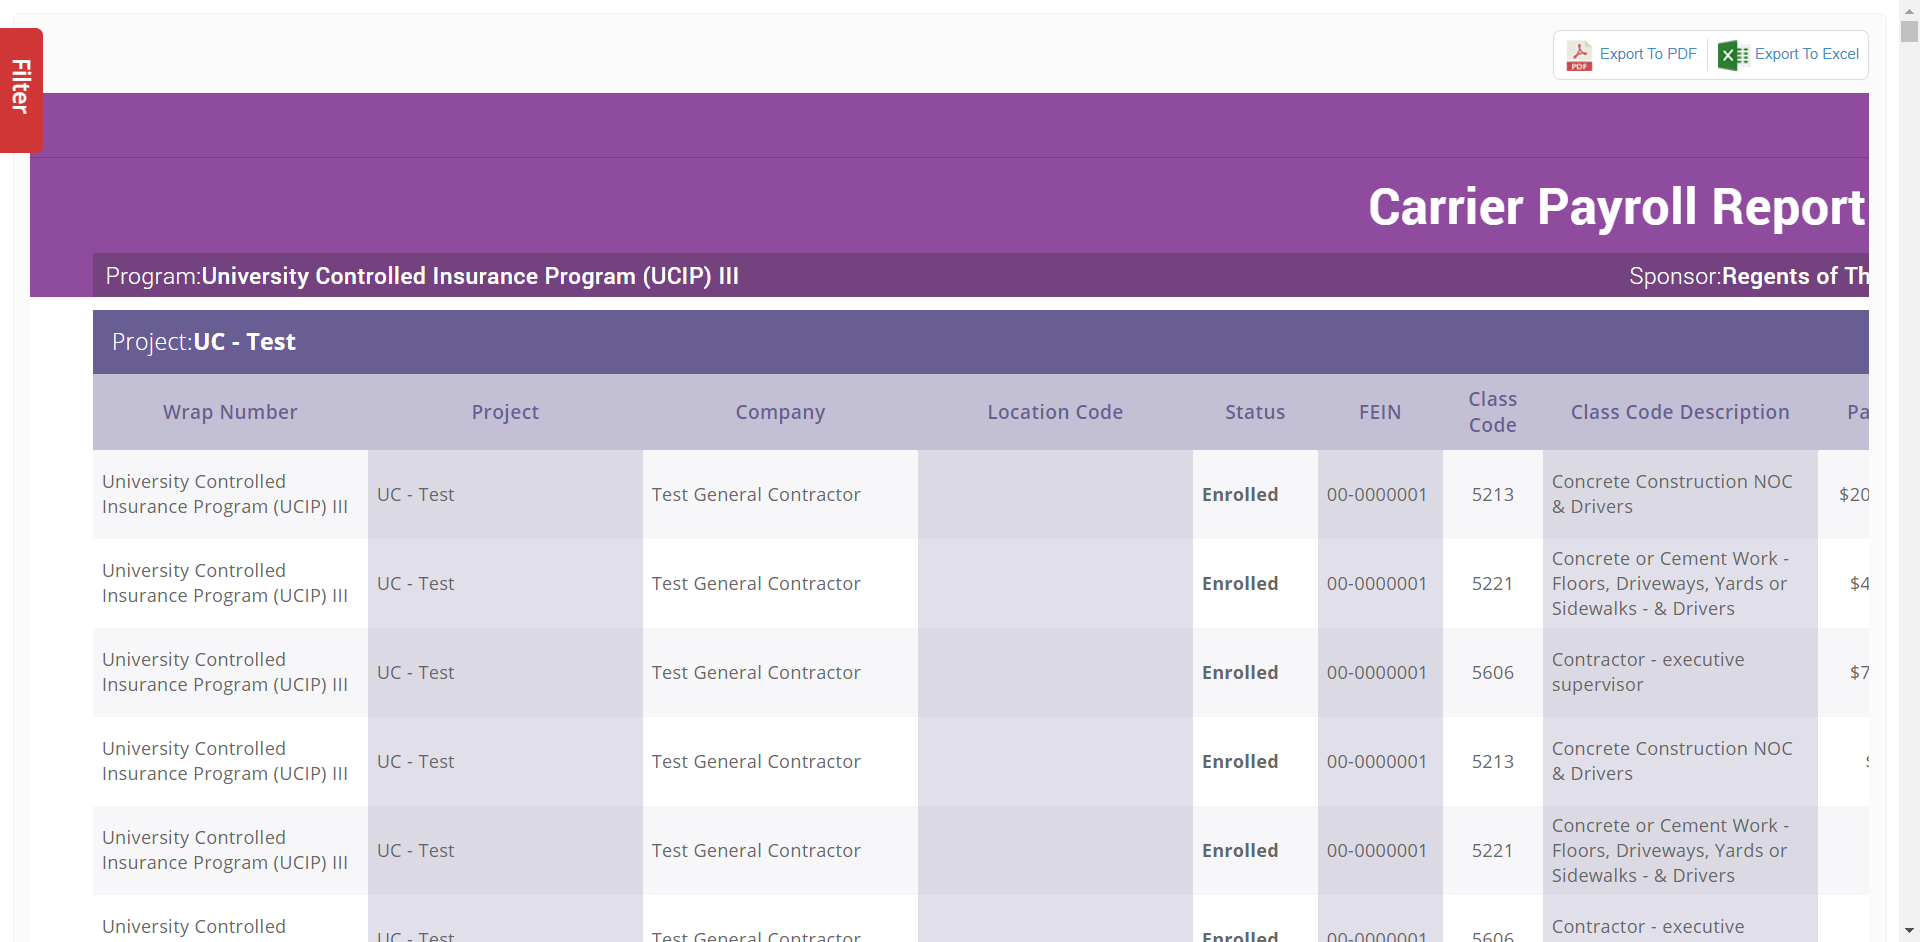 Filter
PDF
Export To PDF
Export To Excel
Carrier Payroll Report
Program:University Controlled Insurance Program (UCIP) III
Sponsor:Regents of Th
Project:UC - Test
Wrap Number Project Company Location Code Status FEIN Class Code Class Code Description Pa
University Controlled
Insurance Program (UCIP) III
UC - Test
Test General Contractor
Enrolled
00-0000001
5213
Concrete Construction NOC
& Drivers
$20
University Controlled
Insurance Program (UCIP) III
UC - Test
Test General Contractor
Enrolled
00-0000001
5221
Concrete or Cement Work -
Floors, Driveways, Yards or
Sidewalks - & Drivers
$4
University Controlled
Insurance Program (UCIP) III
UC - Test
Test General Contractor
Enrolled
00-0000001
5606
Contractor - executive
supervisor
$7
University Controlled
Insurance Program (UCIP) III
UC - Test
Test General Contractor
Enrolled
00-0000001
5213
Concrete Construction NOC
& Drivers
University Controlled
Insurance Program (UCIP) III
UC - Test
Test General Contractor
Enrolled
00-0000001
5221
Concrete or Cement Work -
Floors, Driveways, Yards or
Sidewalks - & Drivers
University Controlled
UC - Test
Test General Contractor
Enrolled
00-0000001
5606
Contractor - executive